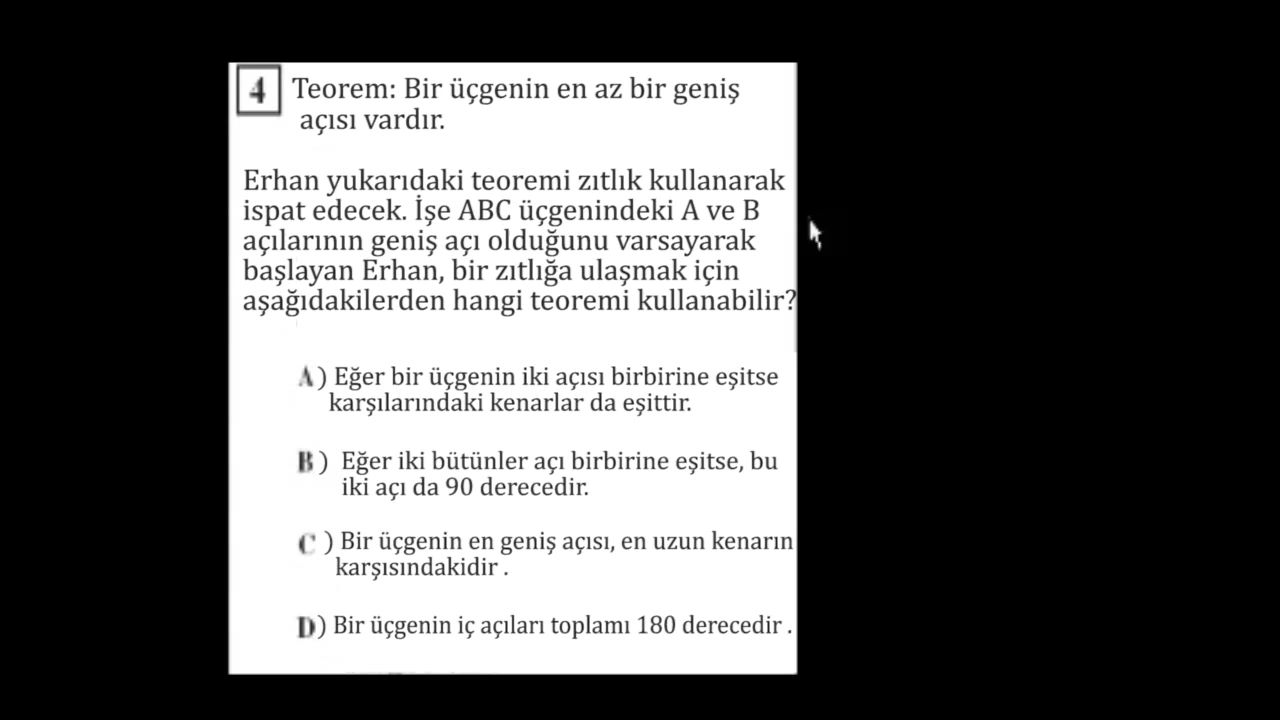 4 Teorem: Bir üçgenin en az bir geniş
açısı vardır.
Erhan yukarıdaki teoremi zıtlık kullanarak
ispat edecek. İşe ABC üçgenindeki A ve B
açılarının geniş açı olduğunu varsayarak
başlayan Erhan, bir zıtlığa ulaşmak için
aşağıdakilerden hangi teoremi kullanabilir?
A) Eğer bir üçgenin iki açısı birbirine eşitse
karşılarındaki kenarlar da eşittir.
B) Eğer iki bütünler açı birbirine eşitse, bu
iki açı da 90 derecedir.
C) Bir üçgenin en geniş açısı, en uzun kenarın
karşısındakidir .
D) Bir üçgenin iç açıları toplamı 180 derecedir .